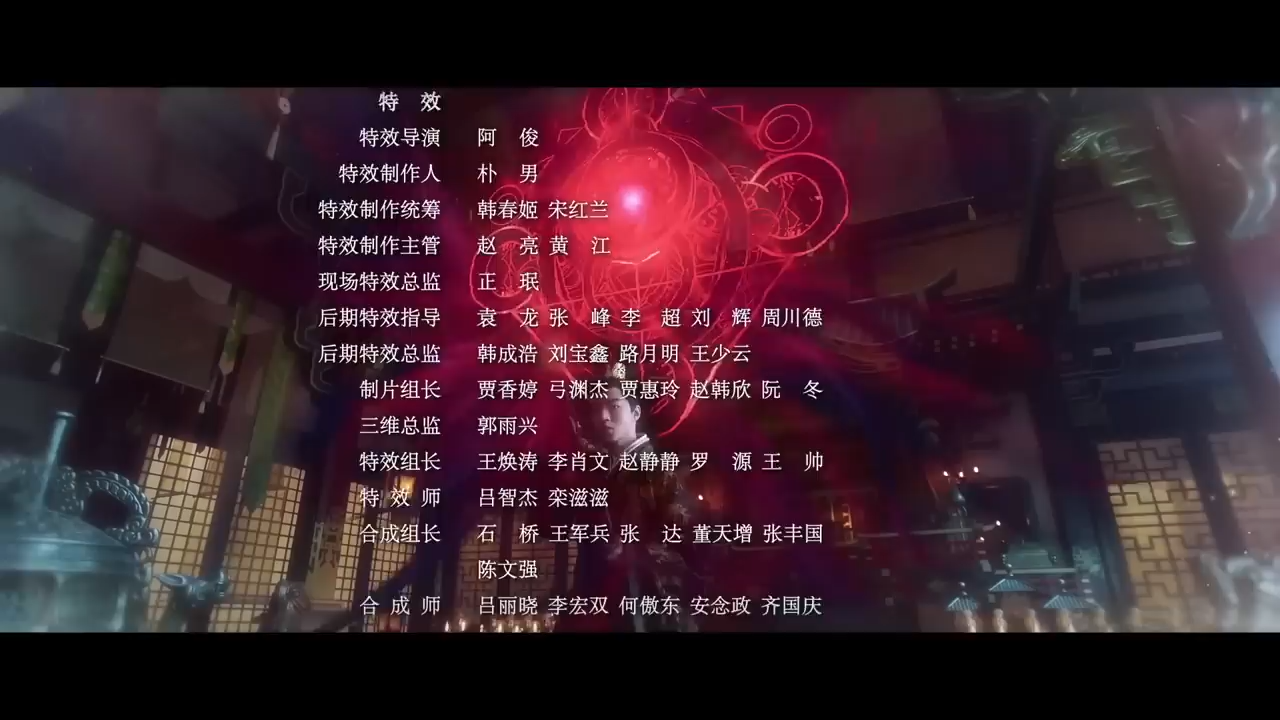 特 效
特效导演 阿 俊
特效制作人 朴 男
特效制作统筹 韩春姬 宋红兰
特效制作主管 赵 亮 黄 江
现场特效总监 正 珉
后期特效指导 袁 龙 张 峰 李 超 刘 辉 周川德
后期特效总监 韩成浩 刘宝鑫 路月明 王少云
制片组长 贾香婷 弓渊杰 贾惠玲 赵韩欣 阮 冬
三维总监 郭雨兴
特效组长 王焕涛 李肖文 赵静静 罗 源 王 帅
特 效 师 吕智杰 栾滋滋
合成组长 石 桥 王军兵 张 达 董天增 张丰国
陈文强
合 成 师 吕丽晓 李宏双 何傲东 安念政 齐国庆